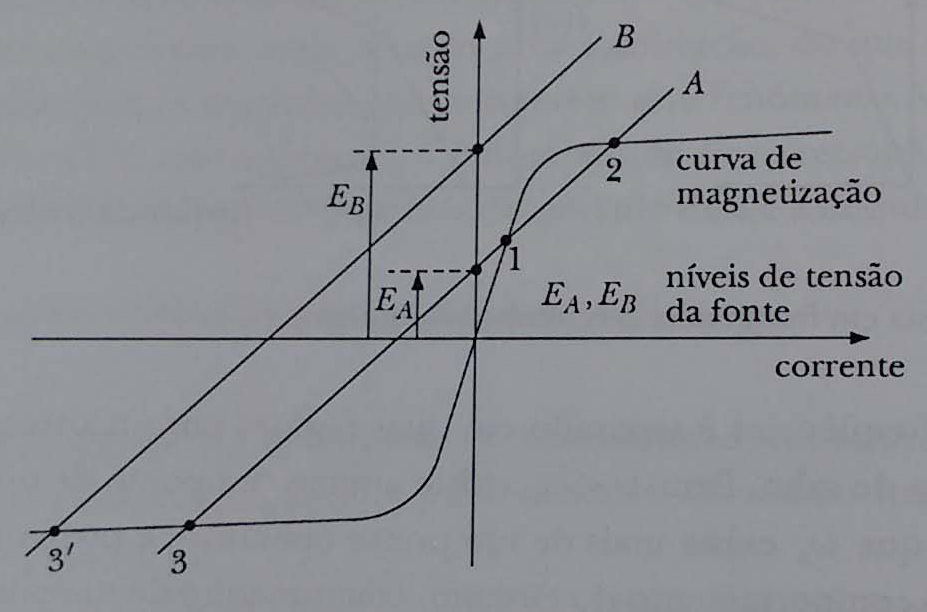 tensão
B
A
2
curva de
magnetização
E_B
1
E_A
E_A, E_B
níveis de tensão
da fonte
corrente
3′
3